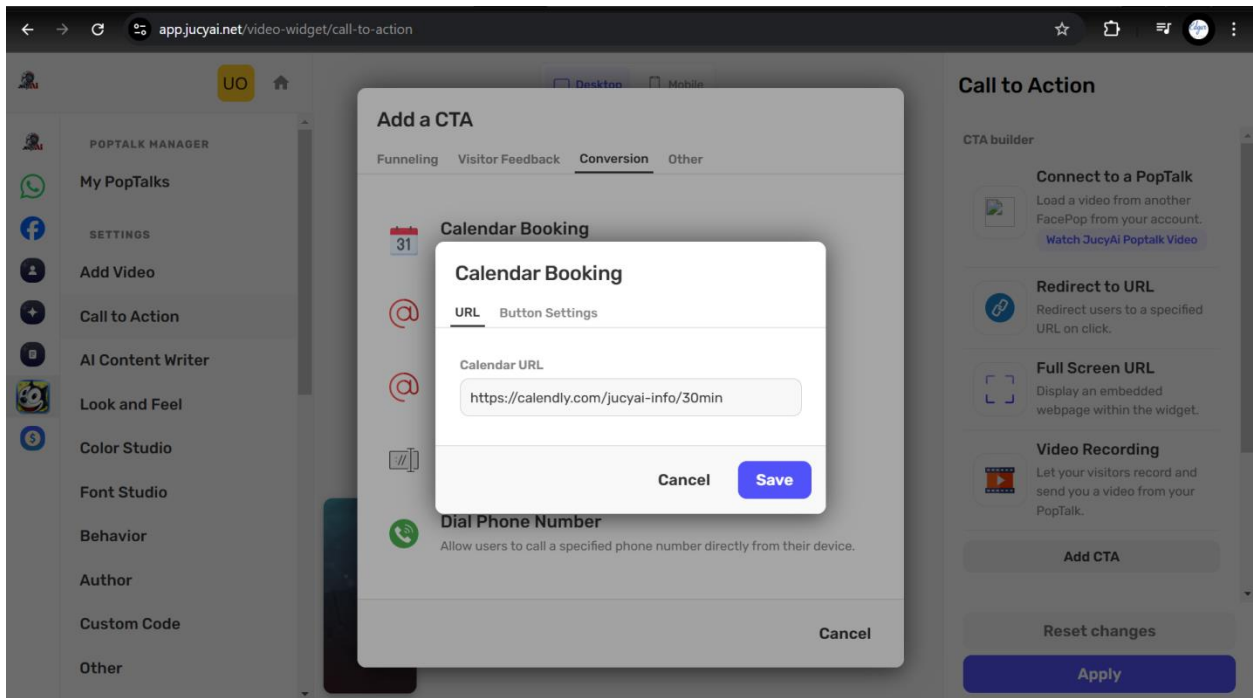 app.jucyai.net/video-widget/call-to-action
UO
POPTALK MANAGER
My PopTalks
SETTINGS
Add Video
Call to Action
AI Content Writer
Look and Feel
Color Studio
Font Studio
Behavior
Author
Custom Code
Other
Desktop
Mobile
Add a CTA
Funneling
Visitor Feedback
Conversion
Other
31
Calendar Booking
Calendar Booking
URL
Button Settings
Calendar URL
https://calendly.com/jucyai-info/30min
Cancel
Save
Dial Phone Number
Allow users to call a specified phone number directly from their device.
Cancel
Call to Action
CTA builder
Connect to a PopTalk
Load a video from another
FacePop from your account.
Watch JucyAi Poptalk Video
Redirect to URL
Redirect users to a specified
URL on click.
Full Screen URL
Display an embedded
webpage within the widget.
Video Recording
Let your visitors record and
send you a video from your
PopTalk.
Add CTA
Reset changes
Apply